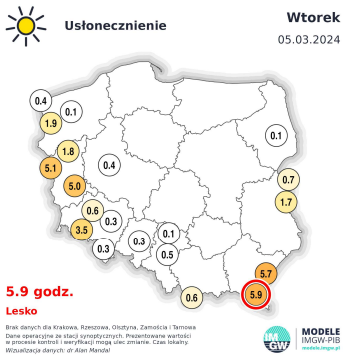 Usłonecznienie
Wtorek
05.03.2024
0.4
0.1
1.9
0.1
1.8
0.4
5.1
0.7
5.0
1.7
0.6
0.3
3.5
0.1
0.3
0.3
0.5
5.7
5.9
0.6
5.9 godz.
Lesko
Brak danych dla Krakowa, Rzeszowa, Olsztyna, Zamościa i Tarnowa
Dane operacyjne ze stacji synoptycznych. Prezentowane wartości
w procesie kontroli i weryfikacji mogą ulec zmianie. Czas lokalny.
Wizualizacja danych: dr Alan Mandal
IM
GW
MODELE
IMGW-PIB
modele.imgw.pl